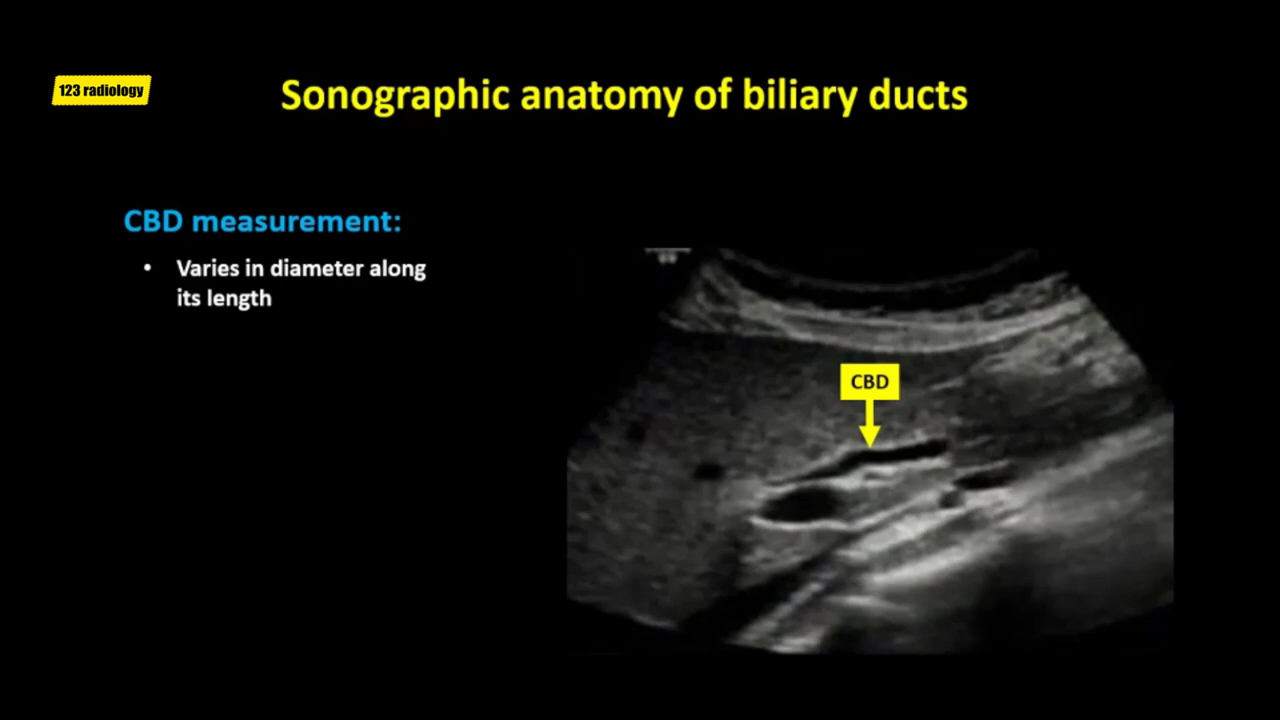 123 radiology
Sonographic anatomy of biliary ducts
CBD measurement:
• Varies in diameter along
its length
CBD